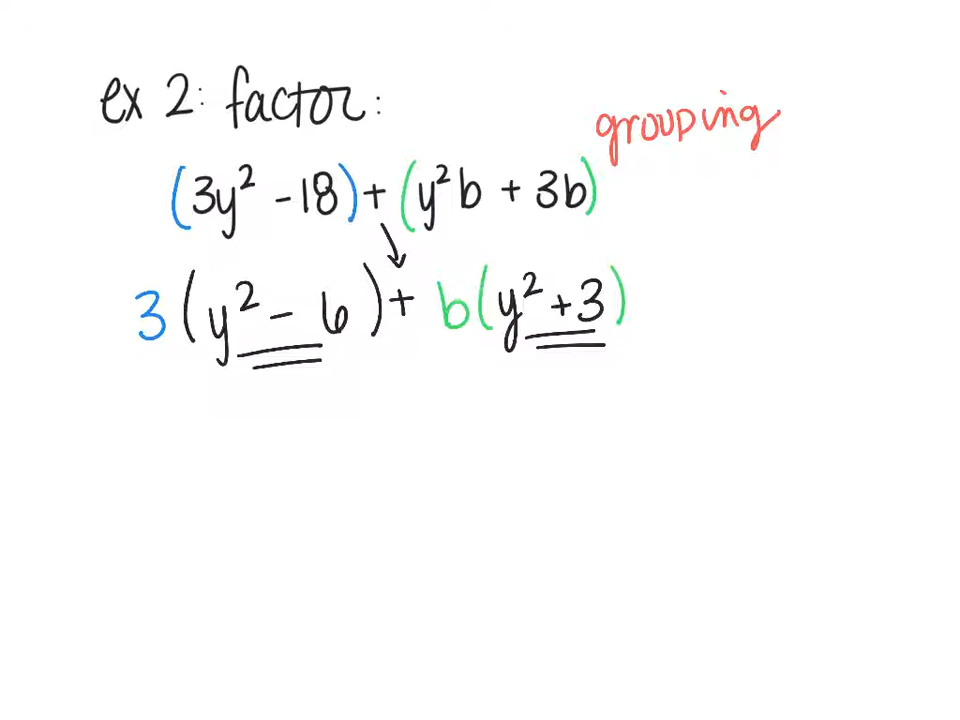 ex 2: factor:
grouping
(3y² - 18) + (y²b + 3b)
3(y² - 6) + b(y² + 3)